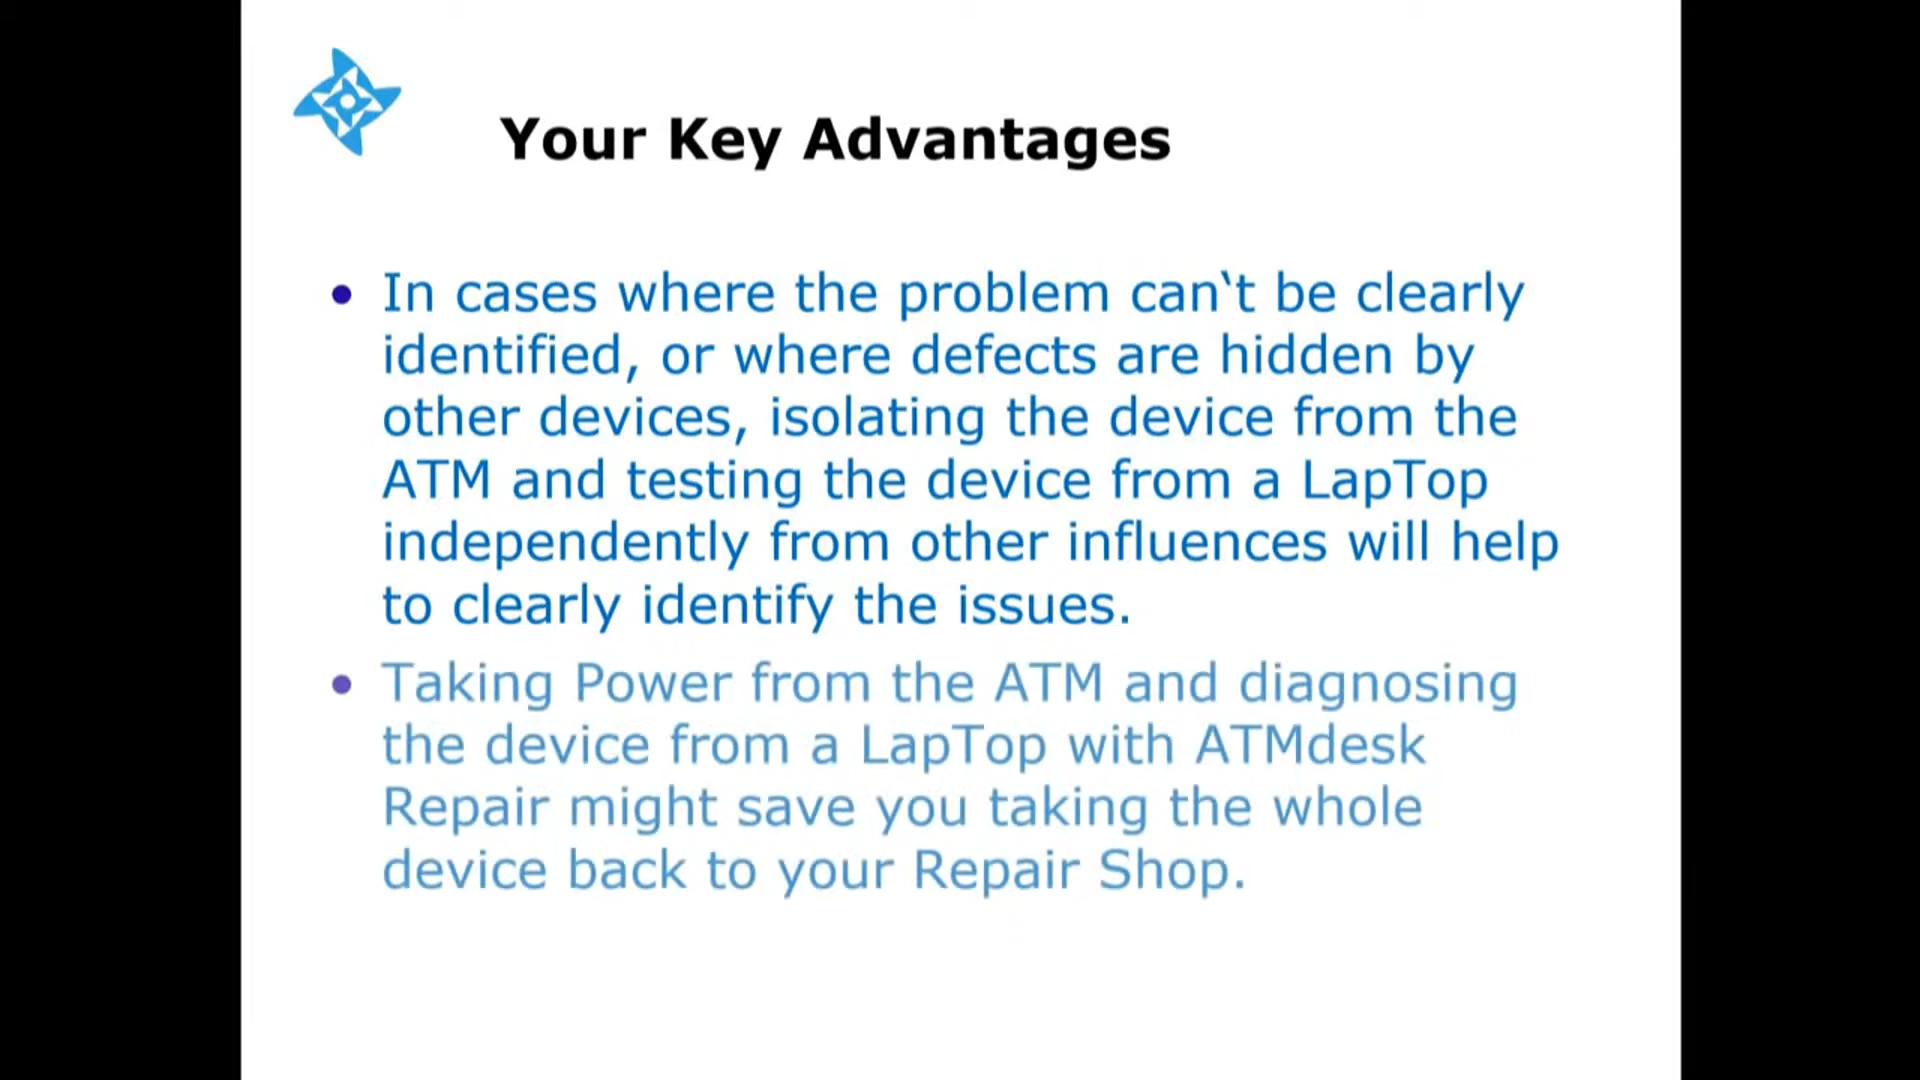 Your Key Advantages
• In cases where the problem can‘t be clearly
identified, or where defects are hidden by
other devices, isolating the device from the
ATM and testing the device from a LapTop
independently from other influences will help
to clearly identify the issues.
• Taking Power from the ATM and diagnosing
the device from a LapTop with ATMdesk
Repair might save you taking the whole
device back to your Repair Shop.